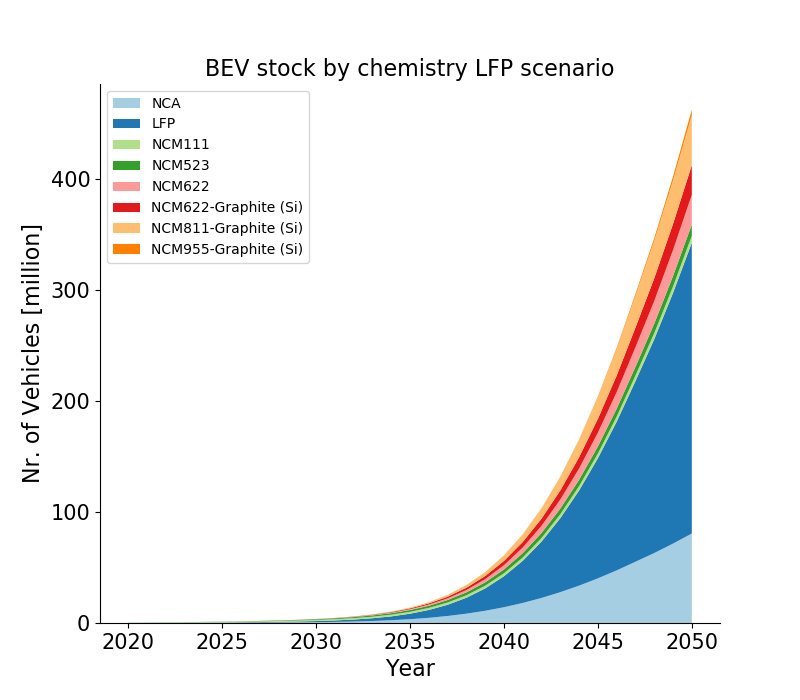 BEV stock by chemistry LFP scenario
NCA
LFP
NCM111
NCM523
NCM622
NCM622-Graphite (Si)
NCM811-Graphite (Si)
NCM955-Graphite (Si)
Nr. of Vehicles [million]
400
300
200
100
0
2020 2025 2030 2035 2040 2045 2050
Year